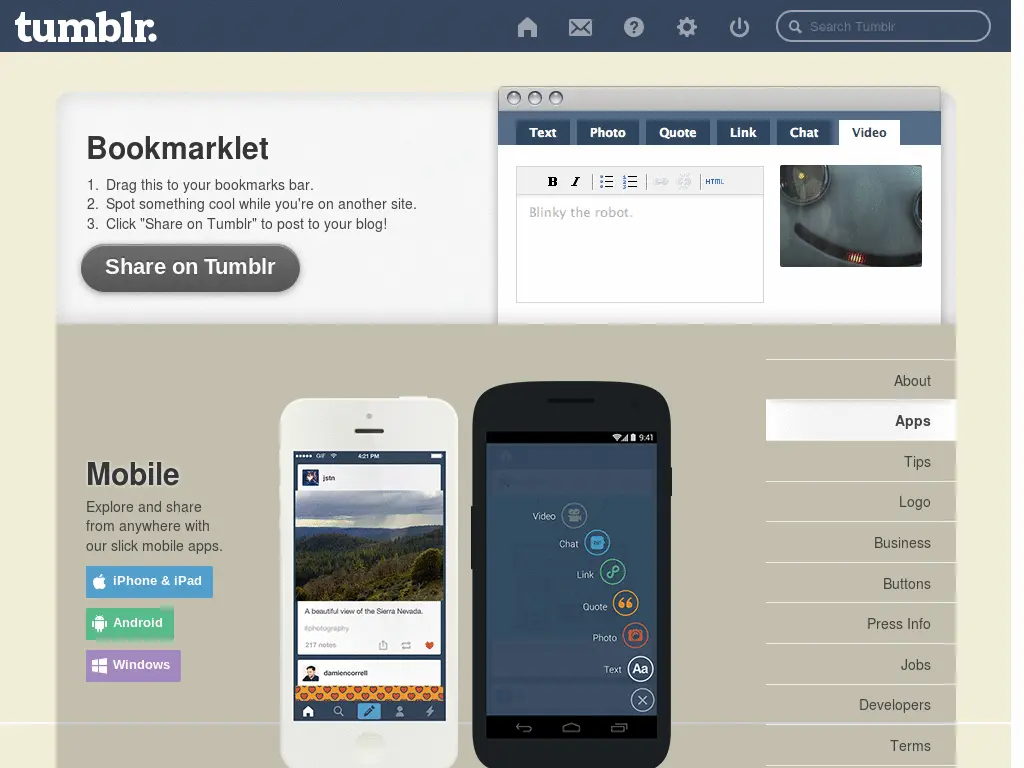 tumblr.
Search Tumblr
Bookmarklet
1. Drag this to your bookmarks bar.
2. Spot something cool while you're on another site.
3. Click "Share on Tumblr" to post to your blog!
Share on Tumblr
Text Photo Quote Link Chat Video
B I HTML
Blinky the robot.
About
Apps
Tips
Logo
Business
Buttons
Press Info
Jobs
Developers
Terms
Mobile
Explore and share
from anywhere with
our slick mobile apps.
iPhone & iPad
Android
Windows
GIF 4:21 PM
jstn
A beautiful view of the Sierra Nevada.
#photography
217 notes
damiencorrell
9:41
Video
Chat
Link
Quote
Photo
Text Aa